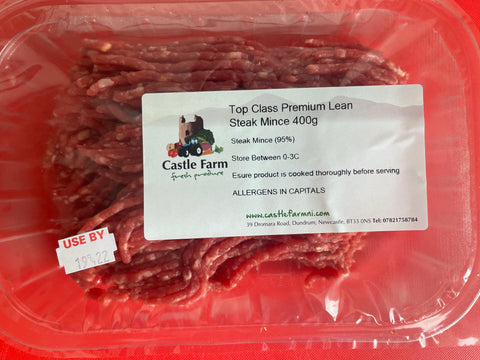 Top Class Premium Lean
Steak Mince 400g
Steak Mince (95%)
Store Between 0-3C
Esure product is cooked thoroughly before serving
ALLERGENS IN CAPITALS
Castle Farm
fresh produce
www.castlefarmni.com
39 Dromara Road, Dundrum, Newcastle, BT33 0NS Tel: 07821758784
USE BY